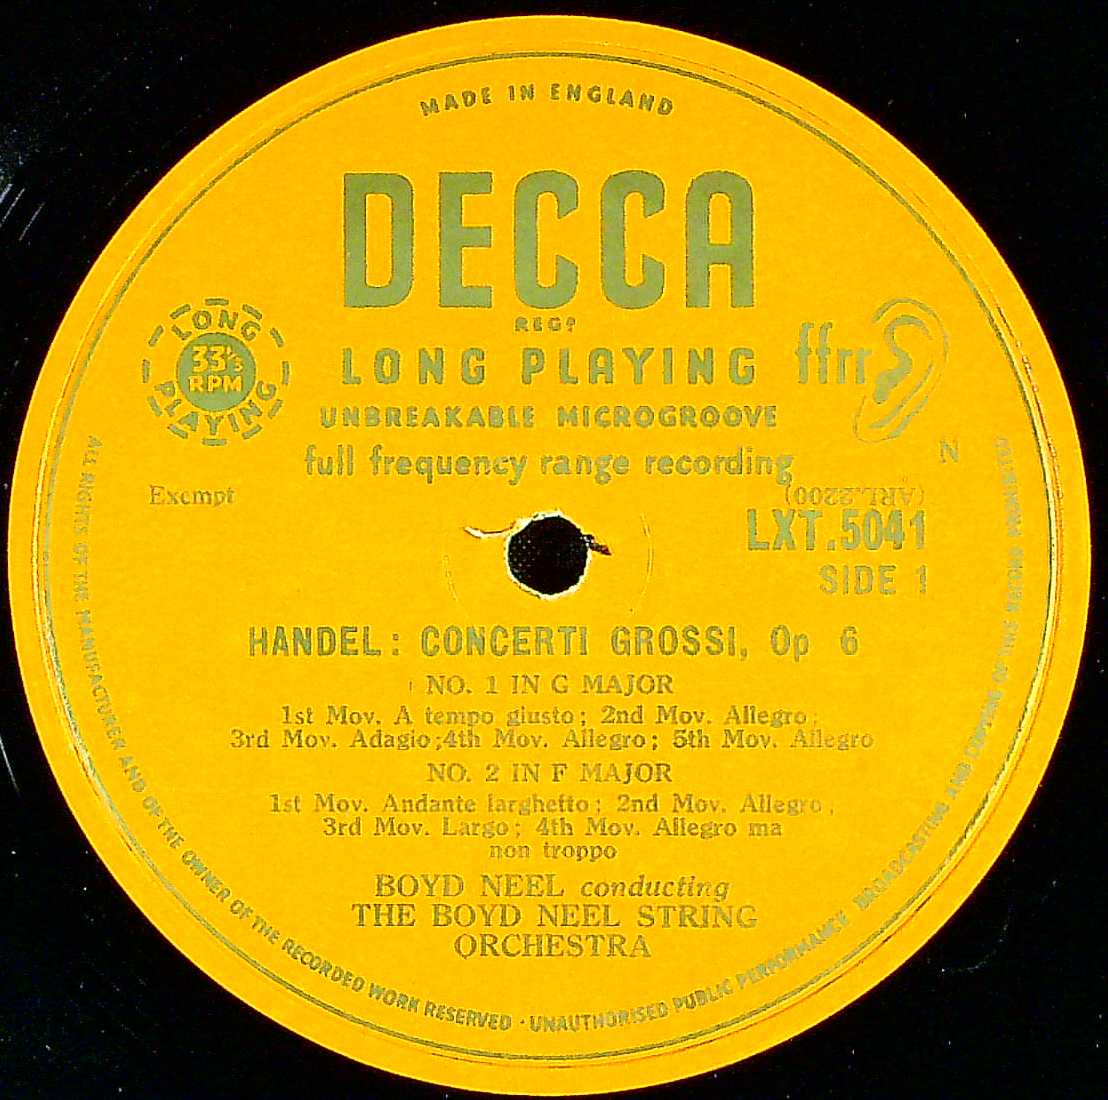 MADE IN ENGLAND
DECCA
REGD
LONG PLAYING
UNBREAKABLE MICROGROOVE
full frequency range recording
LONG
33⅓
RPM
PLAYING
ffrr
N
Exempt
(ARL.2200)
LXT.5041
SIDE 1
HANDEL: CONCERTI GROSSI, Op 6
NO. 1 IN G MAJOR
1st Mov. A tempo giusto; 2nd Mov. Allegro;
3rd Mov. Adagio;4th Mov. Allegro; 5th Mov. Allegro
NO. 2 IN F MAJOR
1st Mov. Andante larghetto; 2nd Mov. Allegro;
3rd Mov. Largo; 4th Mov. Allegro ma
non troppo
BOYD NEEL conducting
THE BOYD NEEL STRING
ORCHESTRA
ALL RIGHTS OF THE MANUFACTURER AND OF THE OWNER OF THE RECORDED WORK RESERVED · UNAUTHORISED PUBLIC PERFORMANCE BROADCASTING AND COPYING OF THIS RECORD PROHIBITED